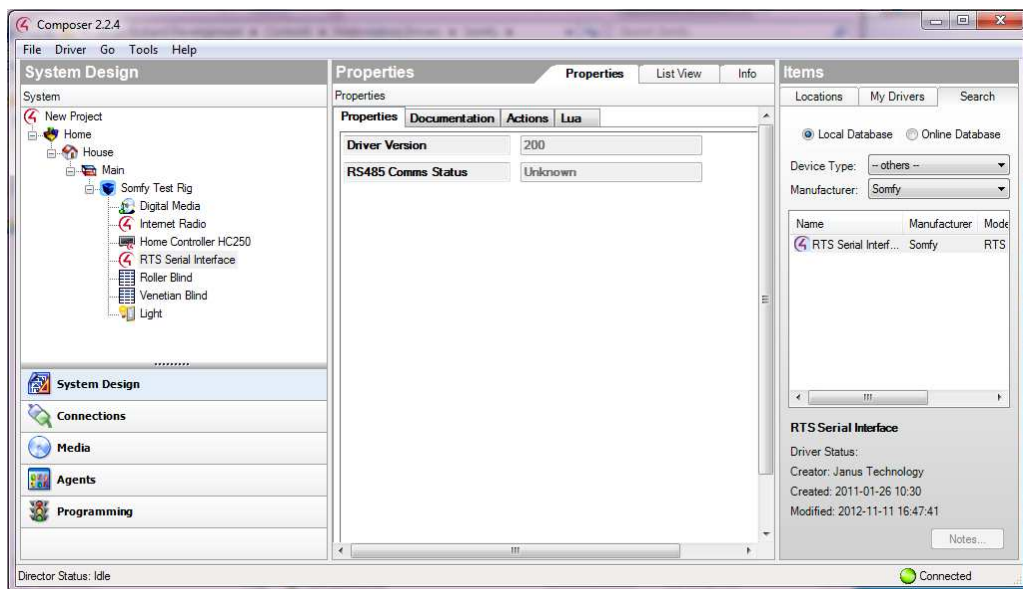 Composer 2.2.4
File Driver Go Tools Help
System Design
System
New Project
Home
House
Main
Somfy Test Rig
Digital Media
Internet Radio
Home Controller HC250
RTS Serial Interface
Roller Blind
Venetian Blind
Light
System Design
Connections
Media
Agents
Programming
Properties Properties List View Info
Properties
Properties Documentation Actions Lua
Driver Version 200
RS485 Comms Status Unknown
Items
Locations My Drivers Search
Local Database Online Database
Device Type: -- others --
Manufacturer: Somfy
Name Manufacturer Mode
RTS Serial Interf... Somfy RTS
RTS Serial Interface
Driver Status:
Creator: Janus Technology
Created: 2011-01-26 10:30
Modified: 2012-11-11 16:47:41
Notes...
Director Status: Idle
Connected